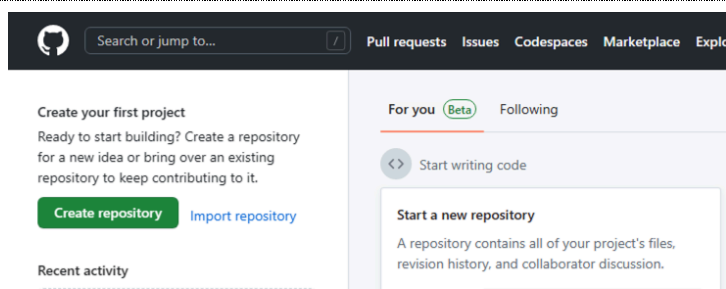 Search or jump to... /
Pull requests Issues Codespaces Marketplace
Create your first project
Ready to start building? Create a repository
for a new idea or bring over an existing
repository to keep contributing to it.
Create repository Import repository
Recent activity
For you Beta Following
<> Start writing code
Start a new repository
A repository contains all of your project's files,
revision history, and collaborator discussion.